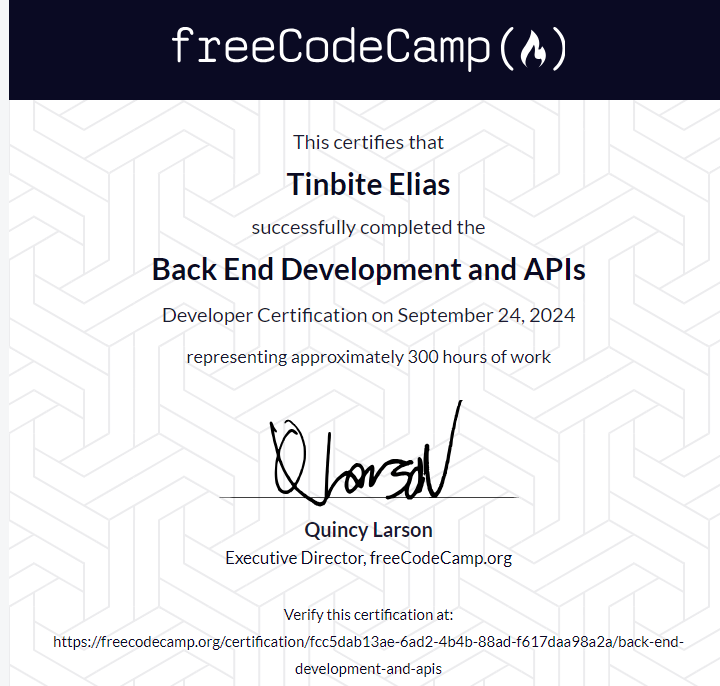 freeCodeCamp
This certifies that
Tinbite Elias
successfully completed the
Back End Development and APIs
Developer Certification on September 24, 2024
representing approximately 300 hours of work
Q Larson
Quincy Larson
Executive Director, freeCodeCamp.org
Verify this certification at:
https://freecodecamp.org/certification/fcc5dab13ae-6ad2-4b4b-88ad-f617daa98a2a/back-end-
development-and-apis